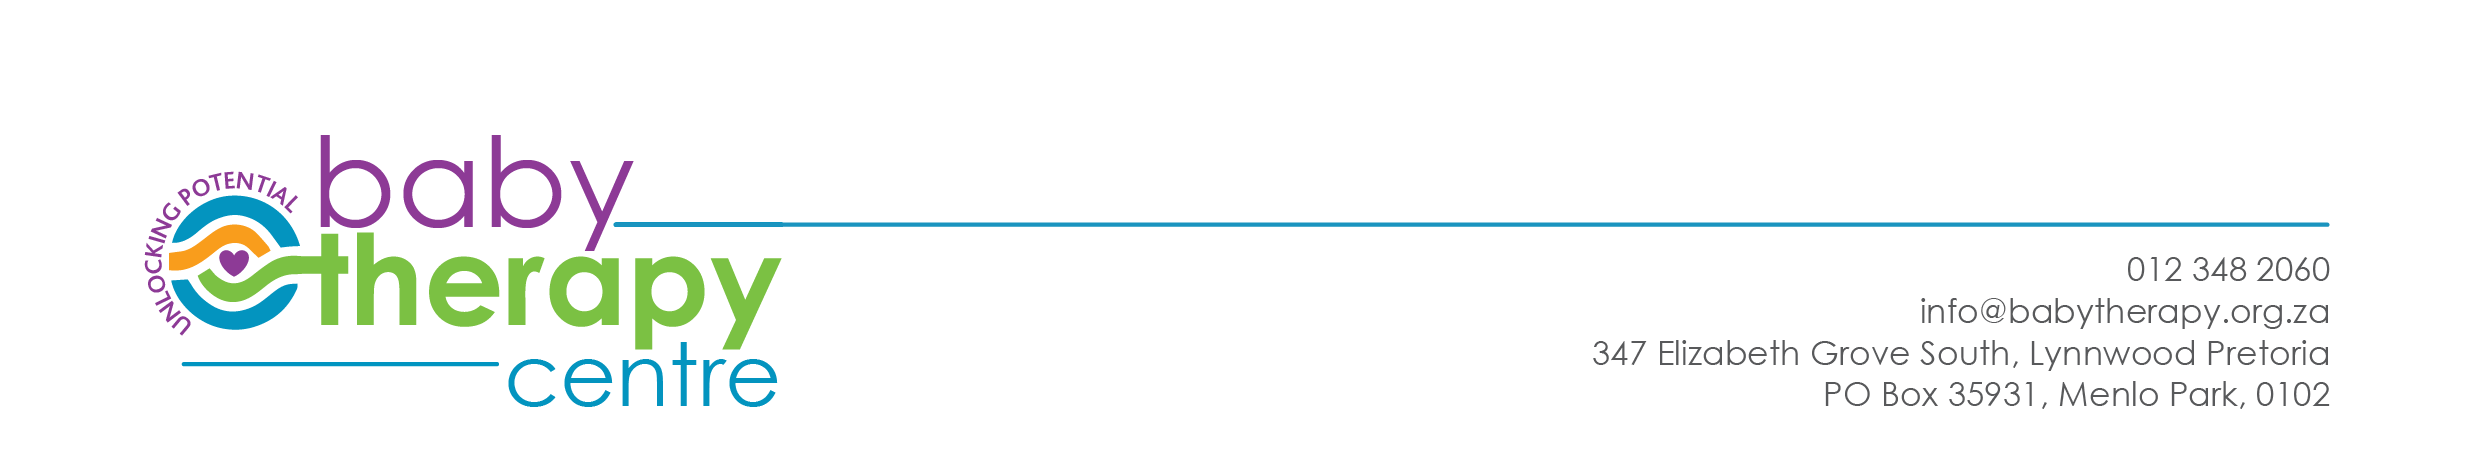 UNLOCKING POTENTIAL
baby
therapy
centre
012 348 2060
info@babytherapy.org.za
347 Elizabeth Grove South, Lynnwood Pretoria
PO Box 35931, Menlo Park, 0102